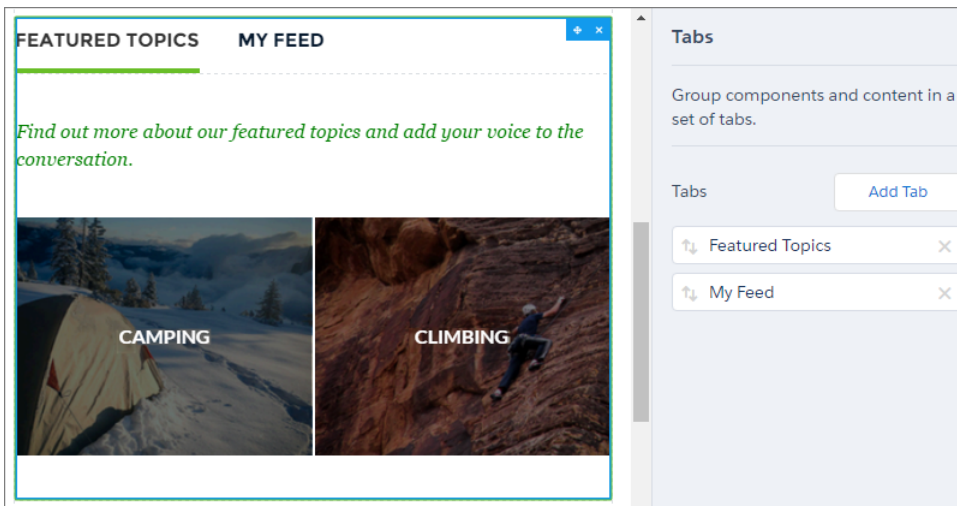 FEATURED TOPICS MY FEED
Find out more about our featured topics and add your voice to the
conversation.
CAMPING
CLIMBING
Tabs
Group components and content in a
set of tabs.
Tabs
Add Tab
Featured Topics
My Feed